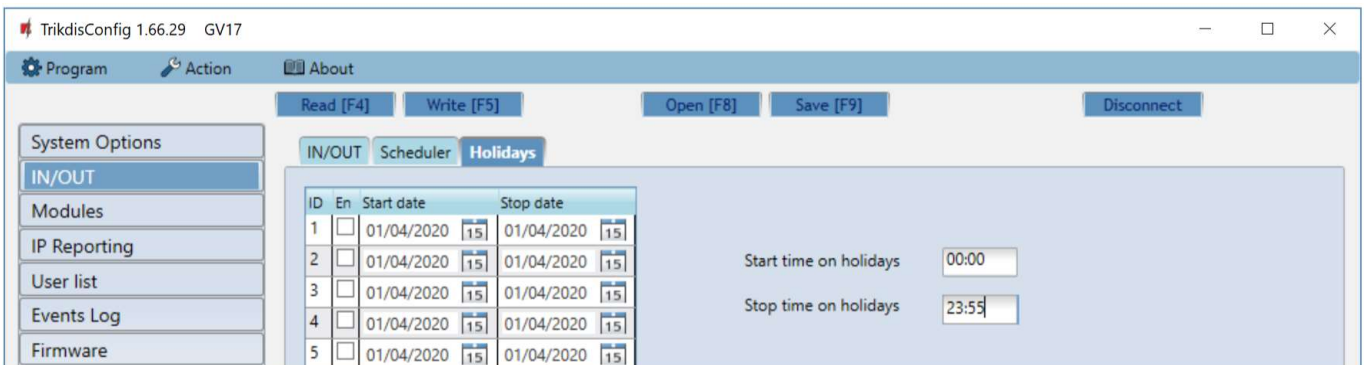 TrikdisConfig 1.66.29 GV17
Program Action About
Read [F4] Write [F5] Open [F8] Save [F9] Disconnect
System Options
IN/OUT
Modules
IP Reporting
User list
Events Log
Firmware
IN/OUT Scheduler Holidays
ID En Start date Stop date
1 01/04/2020 15 01/04/2020 15
2 01/04/2020 15 01/04/2020 15
3 01/04/2020 15 01/04/2020 15
4 01/04/2020 15 01/04/2020 15
5 01/04/2020 15 01/04/2020 15
Start time on holidays 00:00
Stop time on holidays 23:55